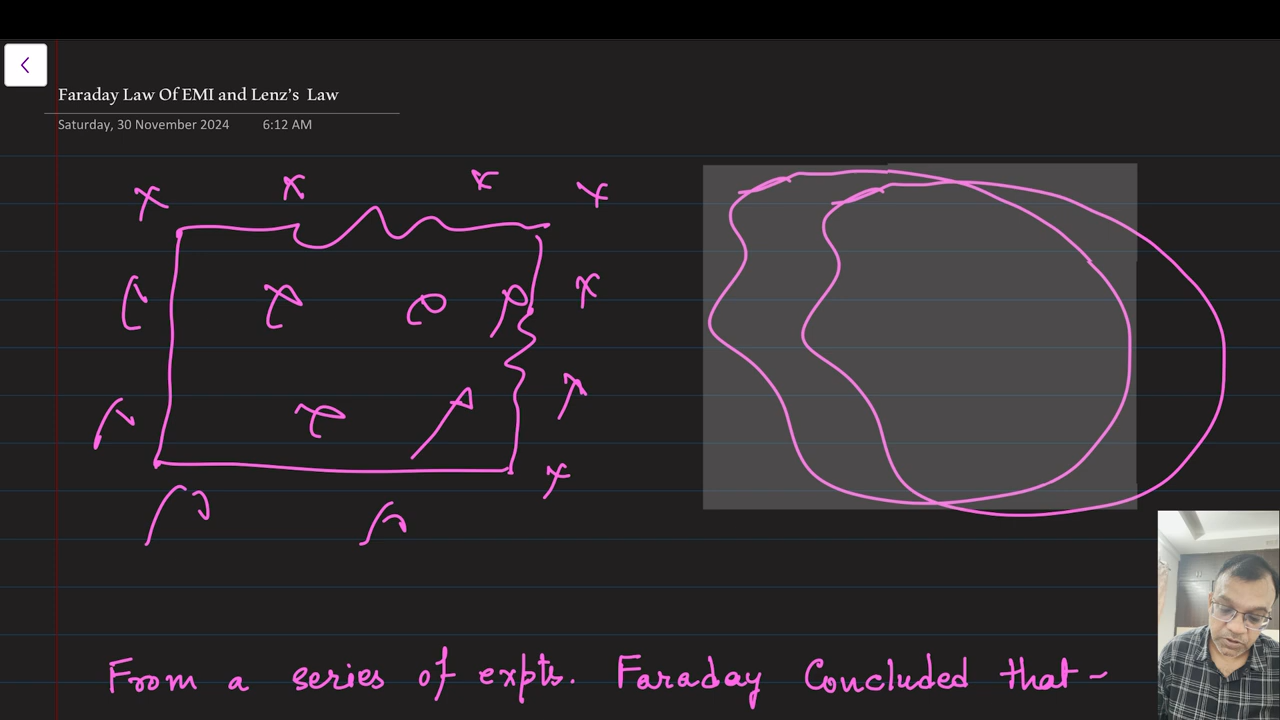 Faraday Law Of EMI and Lenz's Law
Saturday, 30 November 2024 6:12 AM
From a series of expts. Faraday Concluded that -